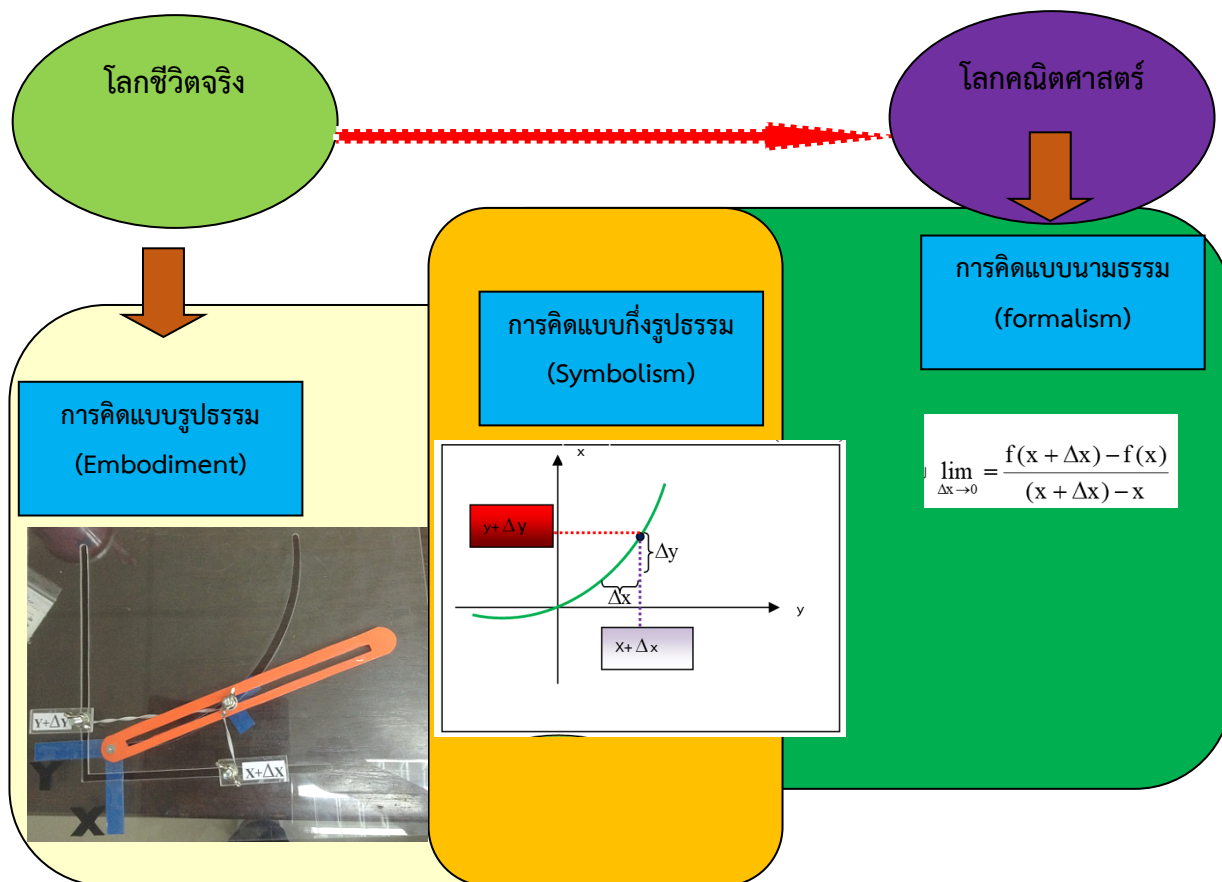 โลกชีวิตจริง
โลกคณิตศาสตร์
การคิดแบบรูปธรรม
(Embodiment)
Y+ΔY
X+ΔX
Y
X
การคิดแบบกึ่งรูปธรรม
(Symbolism)
x
y+Δy
Δy
Δx
y
X+Δx
การคิดแบบนามธรรม
(formalism)
lim Δx→0 = f(x+Δx)−f(x) / (x+Δx)−x